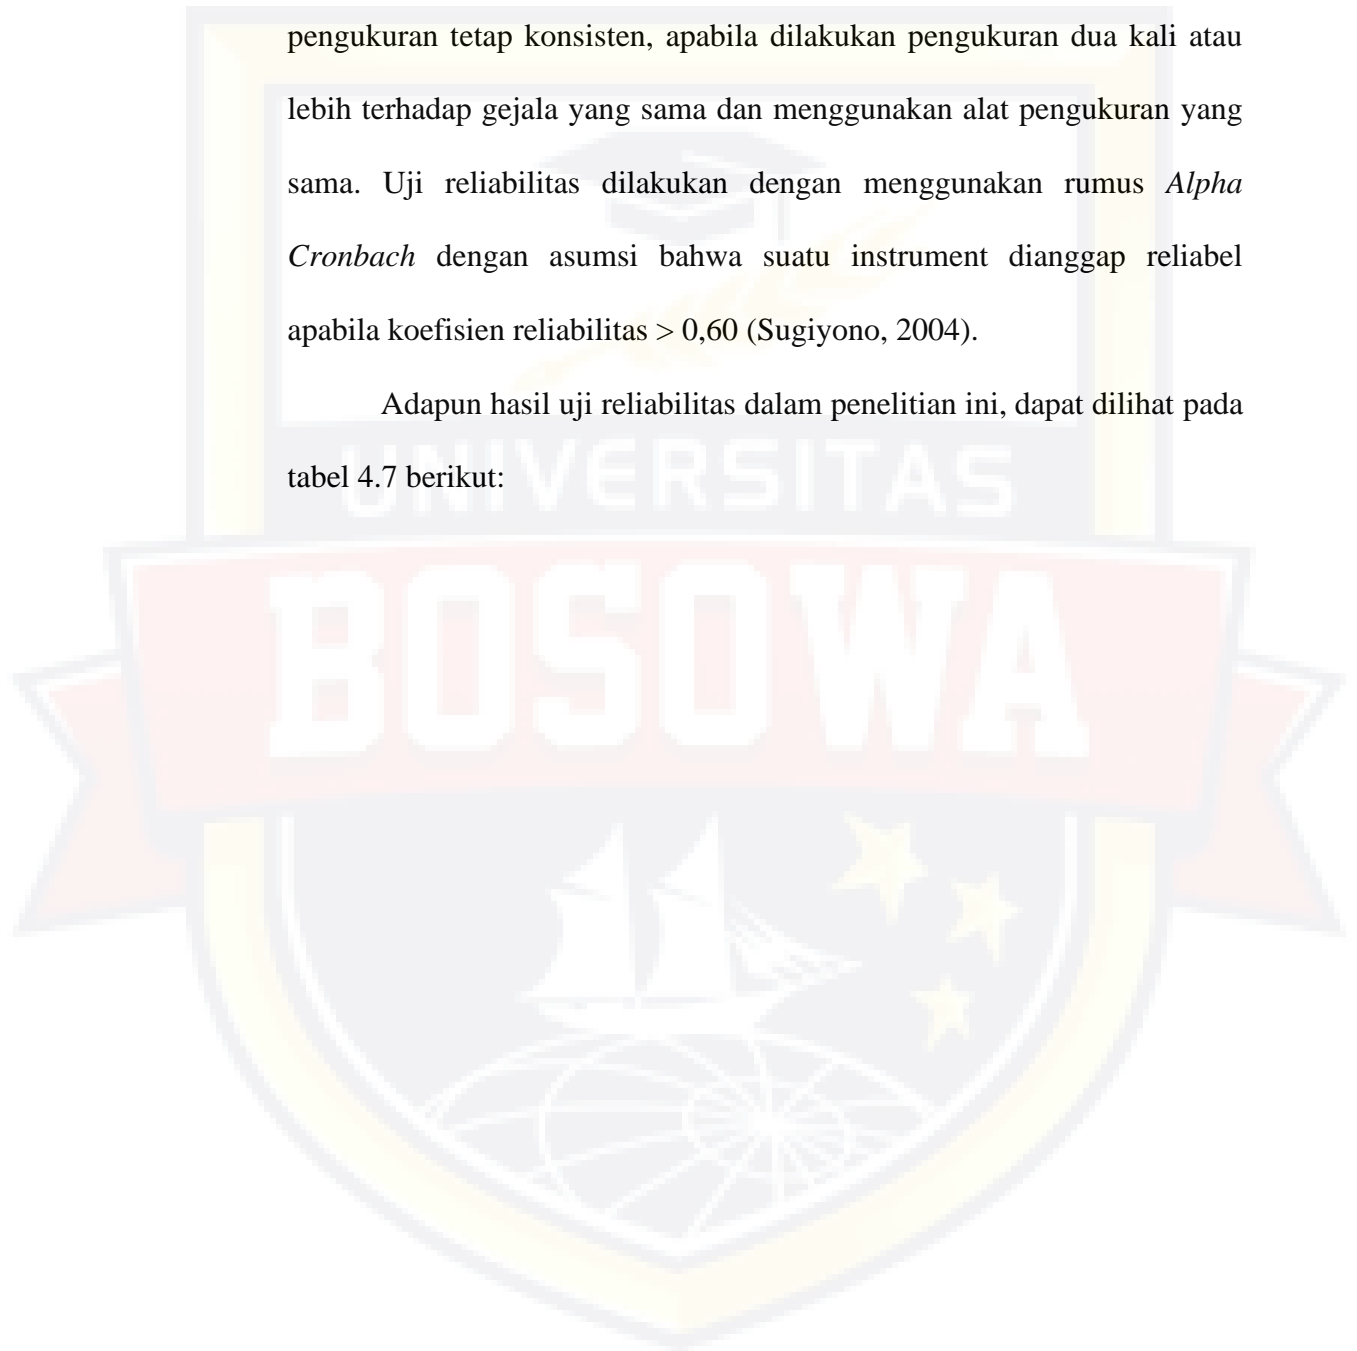 pengukuran tetap konsisten, apabila dilakukan pengukuran dua kali atau
lebih terhadap gejala yang sama dan menggunakan alat pengukuran yang
sama. Uji reliabilitas dilakukan dengan menggunakan rumus Alpha
Cronbach dengan asumsi bahwa suatu instrument dianggap reliabel
apabila koefisien reliabilitas > 0,60 (Sugiyono, 2004).
Adapun hasil uji reliabilitas dalam penelitian ini, dapat dilihat pada
tabel 4.7 berikut:
UNIVERSITAS
BOSOWA